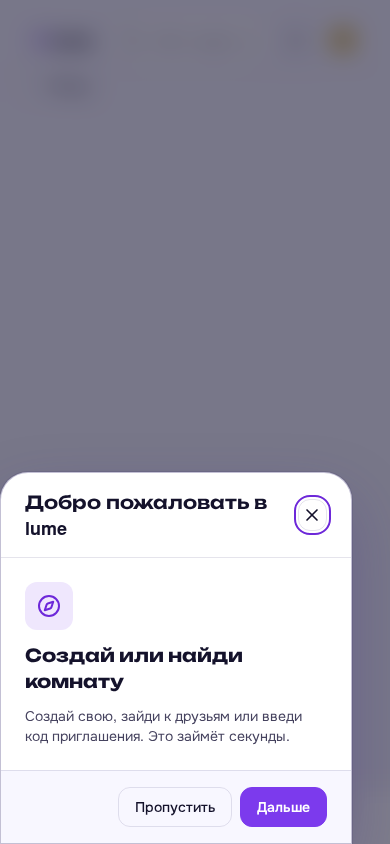 Добро пожаловать в
lume
Создай или найди
комнату
Создай свою, зайди к друзьям или введи
код приглашения. Это займёт секунды.
Пропустить
Дальше